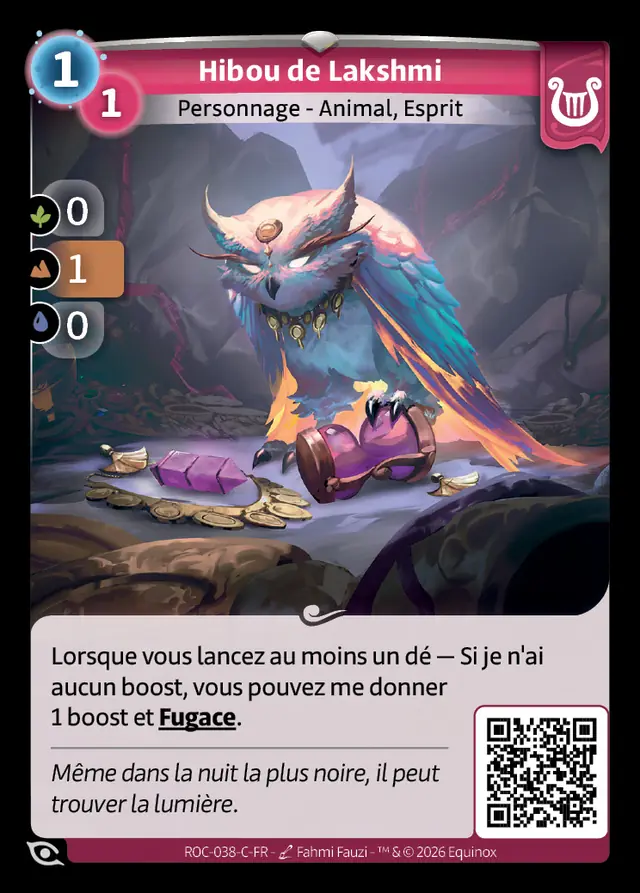 1
Hibou de Lakshmi
1
Personnage - Animal, Esprit
0
1
0
Lorsque vous lancez au moins un dé — Si je n'ai
aucun boost, vous pouvez me donner
1 boost et Fugace.
Même dans la nuit la plus noire, il peut
trouver la lumière.
ROC-038-C-FR - Fahmi Fauzi - ™ & © 2026 Equinox